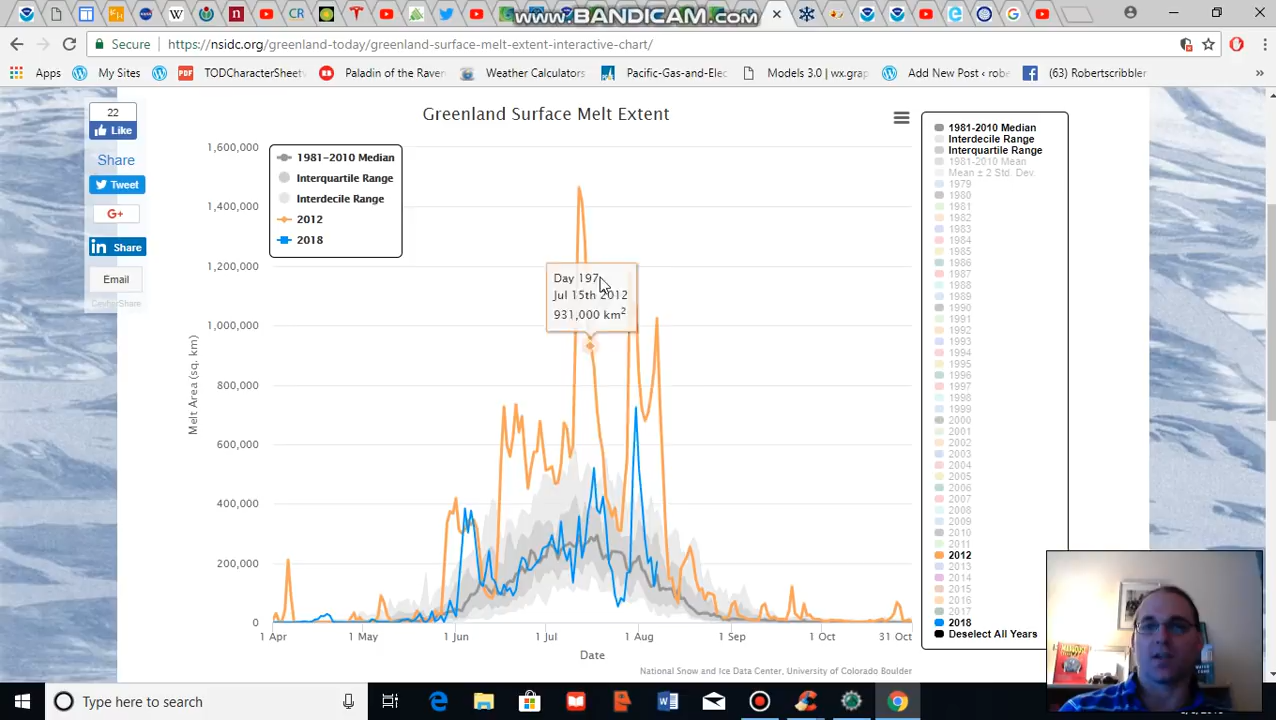 www.BANDICAM.com
Secure
https://nsidc.org/greenland-today/greenland-surface-melt-extent-interactive-chart/
Apps
My Sites
TODCharacterSheets
Paladin of the Raven
Weather Calculators
Pacific-Gas-and-Elec
Models 3.0 | wx.grap
Add New Post ‹ robe
(63) Robertscribbler
22
Like
Share
Tweet
G+
Share
Email
Greenland Surface Melt Extent
1981-2010 Median
Interquartile Range
Interdecile Range
2012
2018
Melt Area (sq. km)
1,600,000
1,400,000
1,200,000
1,000,000
800,000
600,000
400,000
200,000
0
Day 197
Jul 15th 2012
931,000 km²
1 Apr
1 May
1 Jun
1 Jul
1 Aug
1 Sep
1 Oct
31 Oct
Date
National Snow and Ice Data Center, University of Colorado Boulder
1981-2010 Median
Interdecile Range
Interquartile Range
1981-2010 Mean
Mean ± 2 Std. Dev.
1979
1980
1981
1982
1983
1984
1985
1986
1987
1988
1989
1990
1991
1992
1993
1994
1995
1996
1997
1998
1999
2000
2001
2002
2003
2004
2005
2006
2007
2008
2009
2010
2011
2012
2013
2014
2015
2016
2017
2018
Deselect All Years
Type here to search